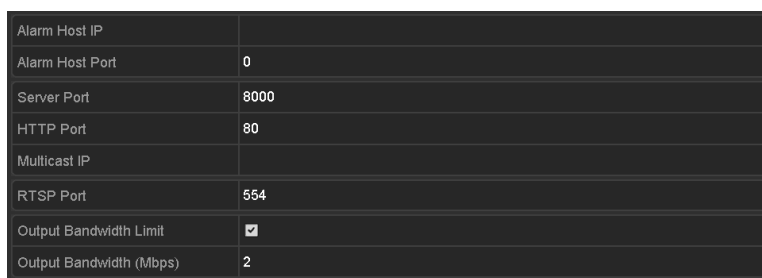 Alarm Host IP
Alarm Host Port 0
Server Port 8000
HTTP Port 80
Multicast IP
RTSP Port 554
Output Bandwidth Limit
Output Bandwidth (Mbps) 2